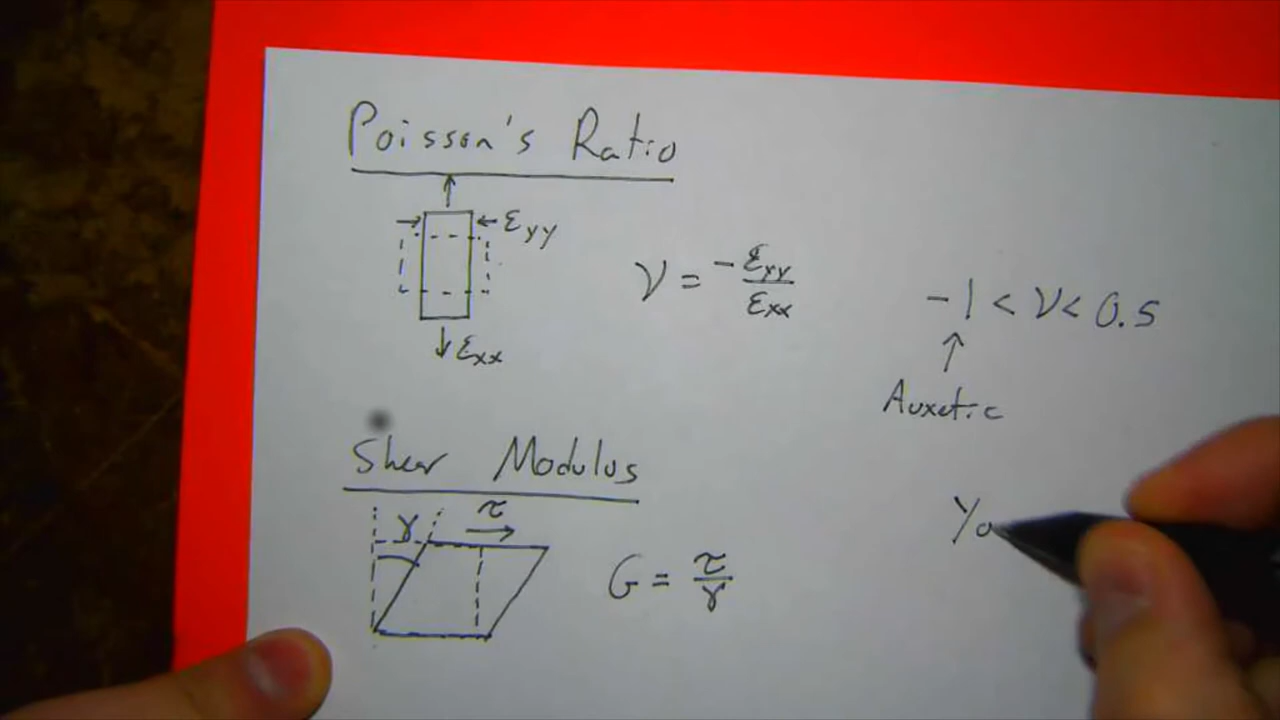 Poisson's Ratio
εyy
ν = -εyy/εxx
-1 < ν < 0.5
εxx
Auxetic
Shear Modulus
γ τ
G = τ/γ
Yo